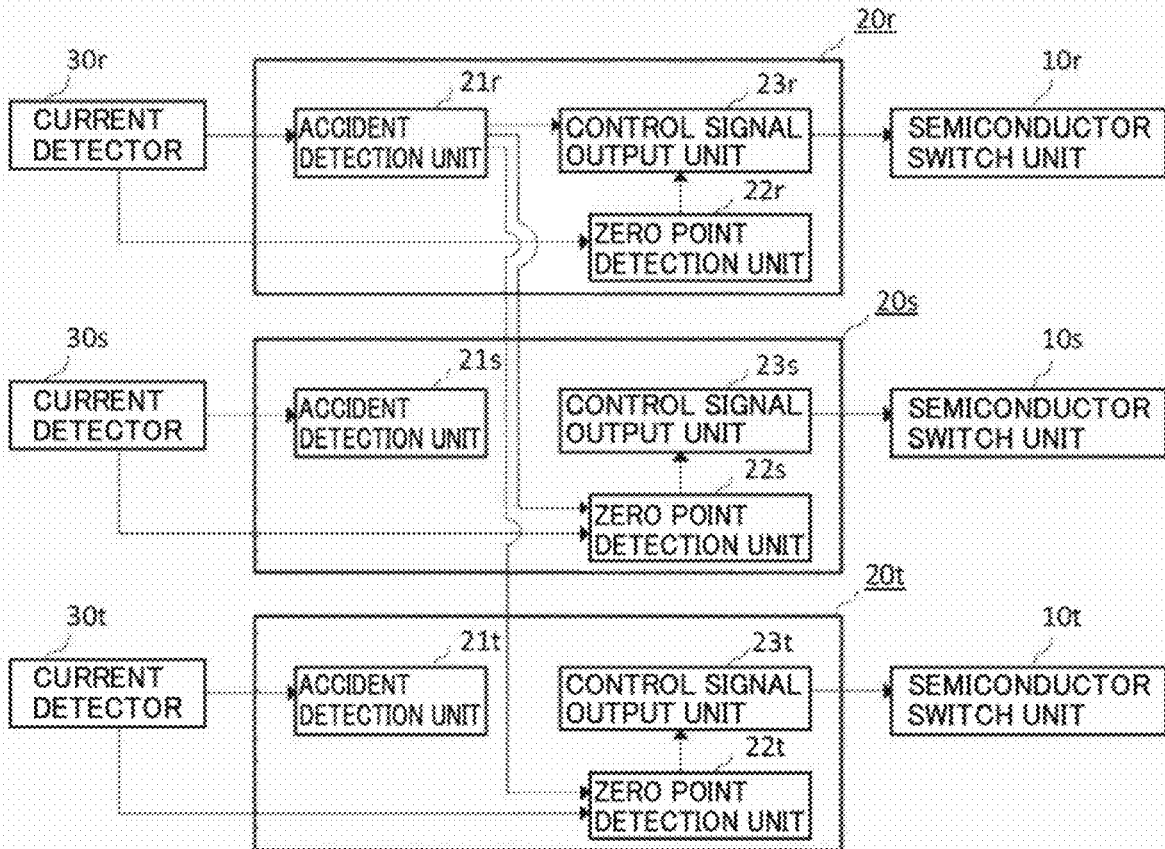 20r
30r
21r
23r
10r
CURRENT
DETECTOR
ACCIDENT
DETECTION UNIT
CONTROL SIGNAL
OUTPUT UNIT
SEMICONDUCTOR
SWITCH UNIT
22r
ZERO POINT
DETECTION UNIT
20s
30s
21s
23s
10s
CURRENT
DETECTOR
ACCIDENT
DETECTION UNIT
CONTROL SIGNAL
OUTPUT UNIT
SEMICONDUCTOR
SWITCH UNIT
22s
ZERO POINT
DETECTION UNIT
20t
30t
21t
23t
10t
CURRENT
DETECTOR
ACCIDENT
DETECTION UNIT
CONTROL SIGNAL
OUTPUT UNIT
SEMICONDUCTOR
SWITCH UNIT
22t
ZERO POINT
DETECTION UNIT